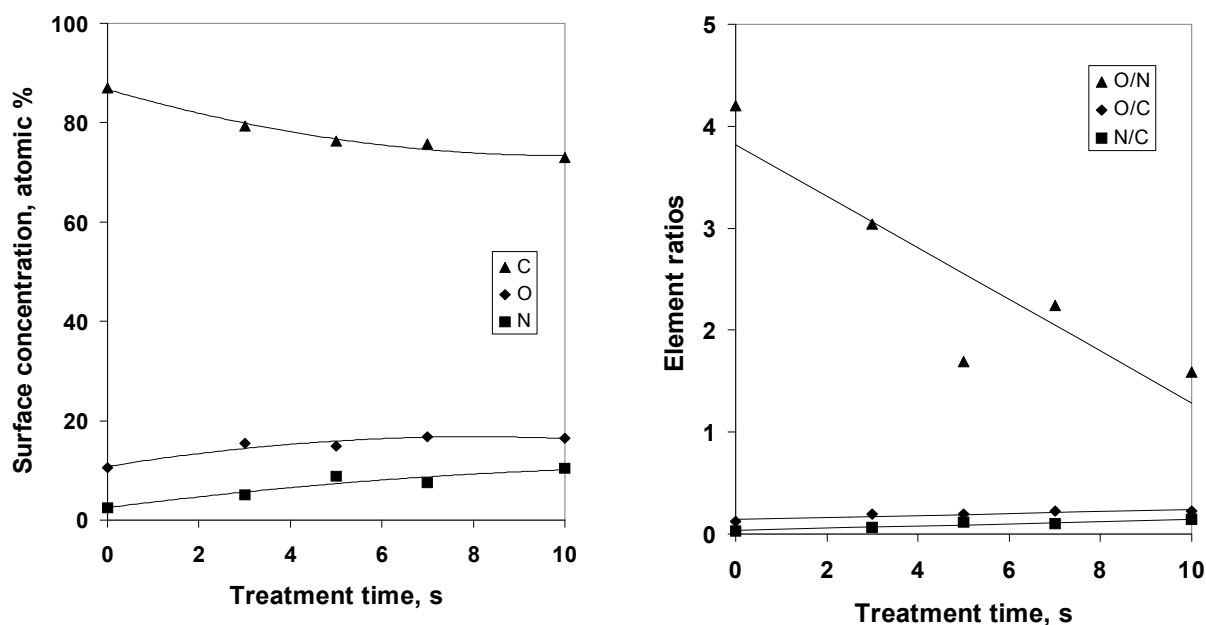 Surface concentration, atomic %
100
80
60
40
20
0
C
O
N
0 2 4 6 8 10
Treatment time, s
Element ratios
5
4
3
2
1
0
O/N
O/C
N/C
0 2 4 6 8 10
Treatment time, s